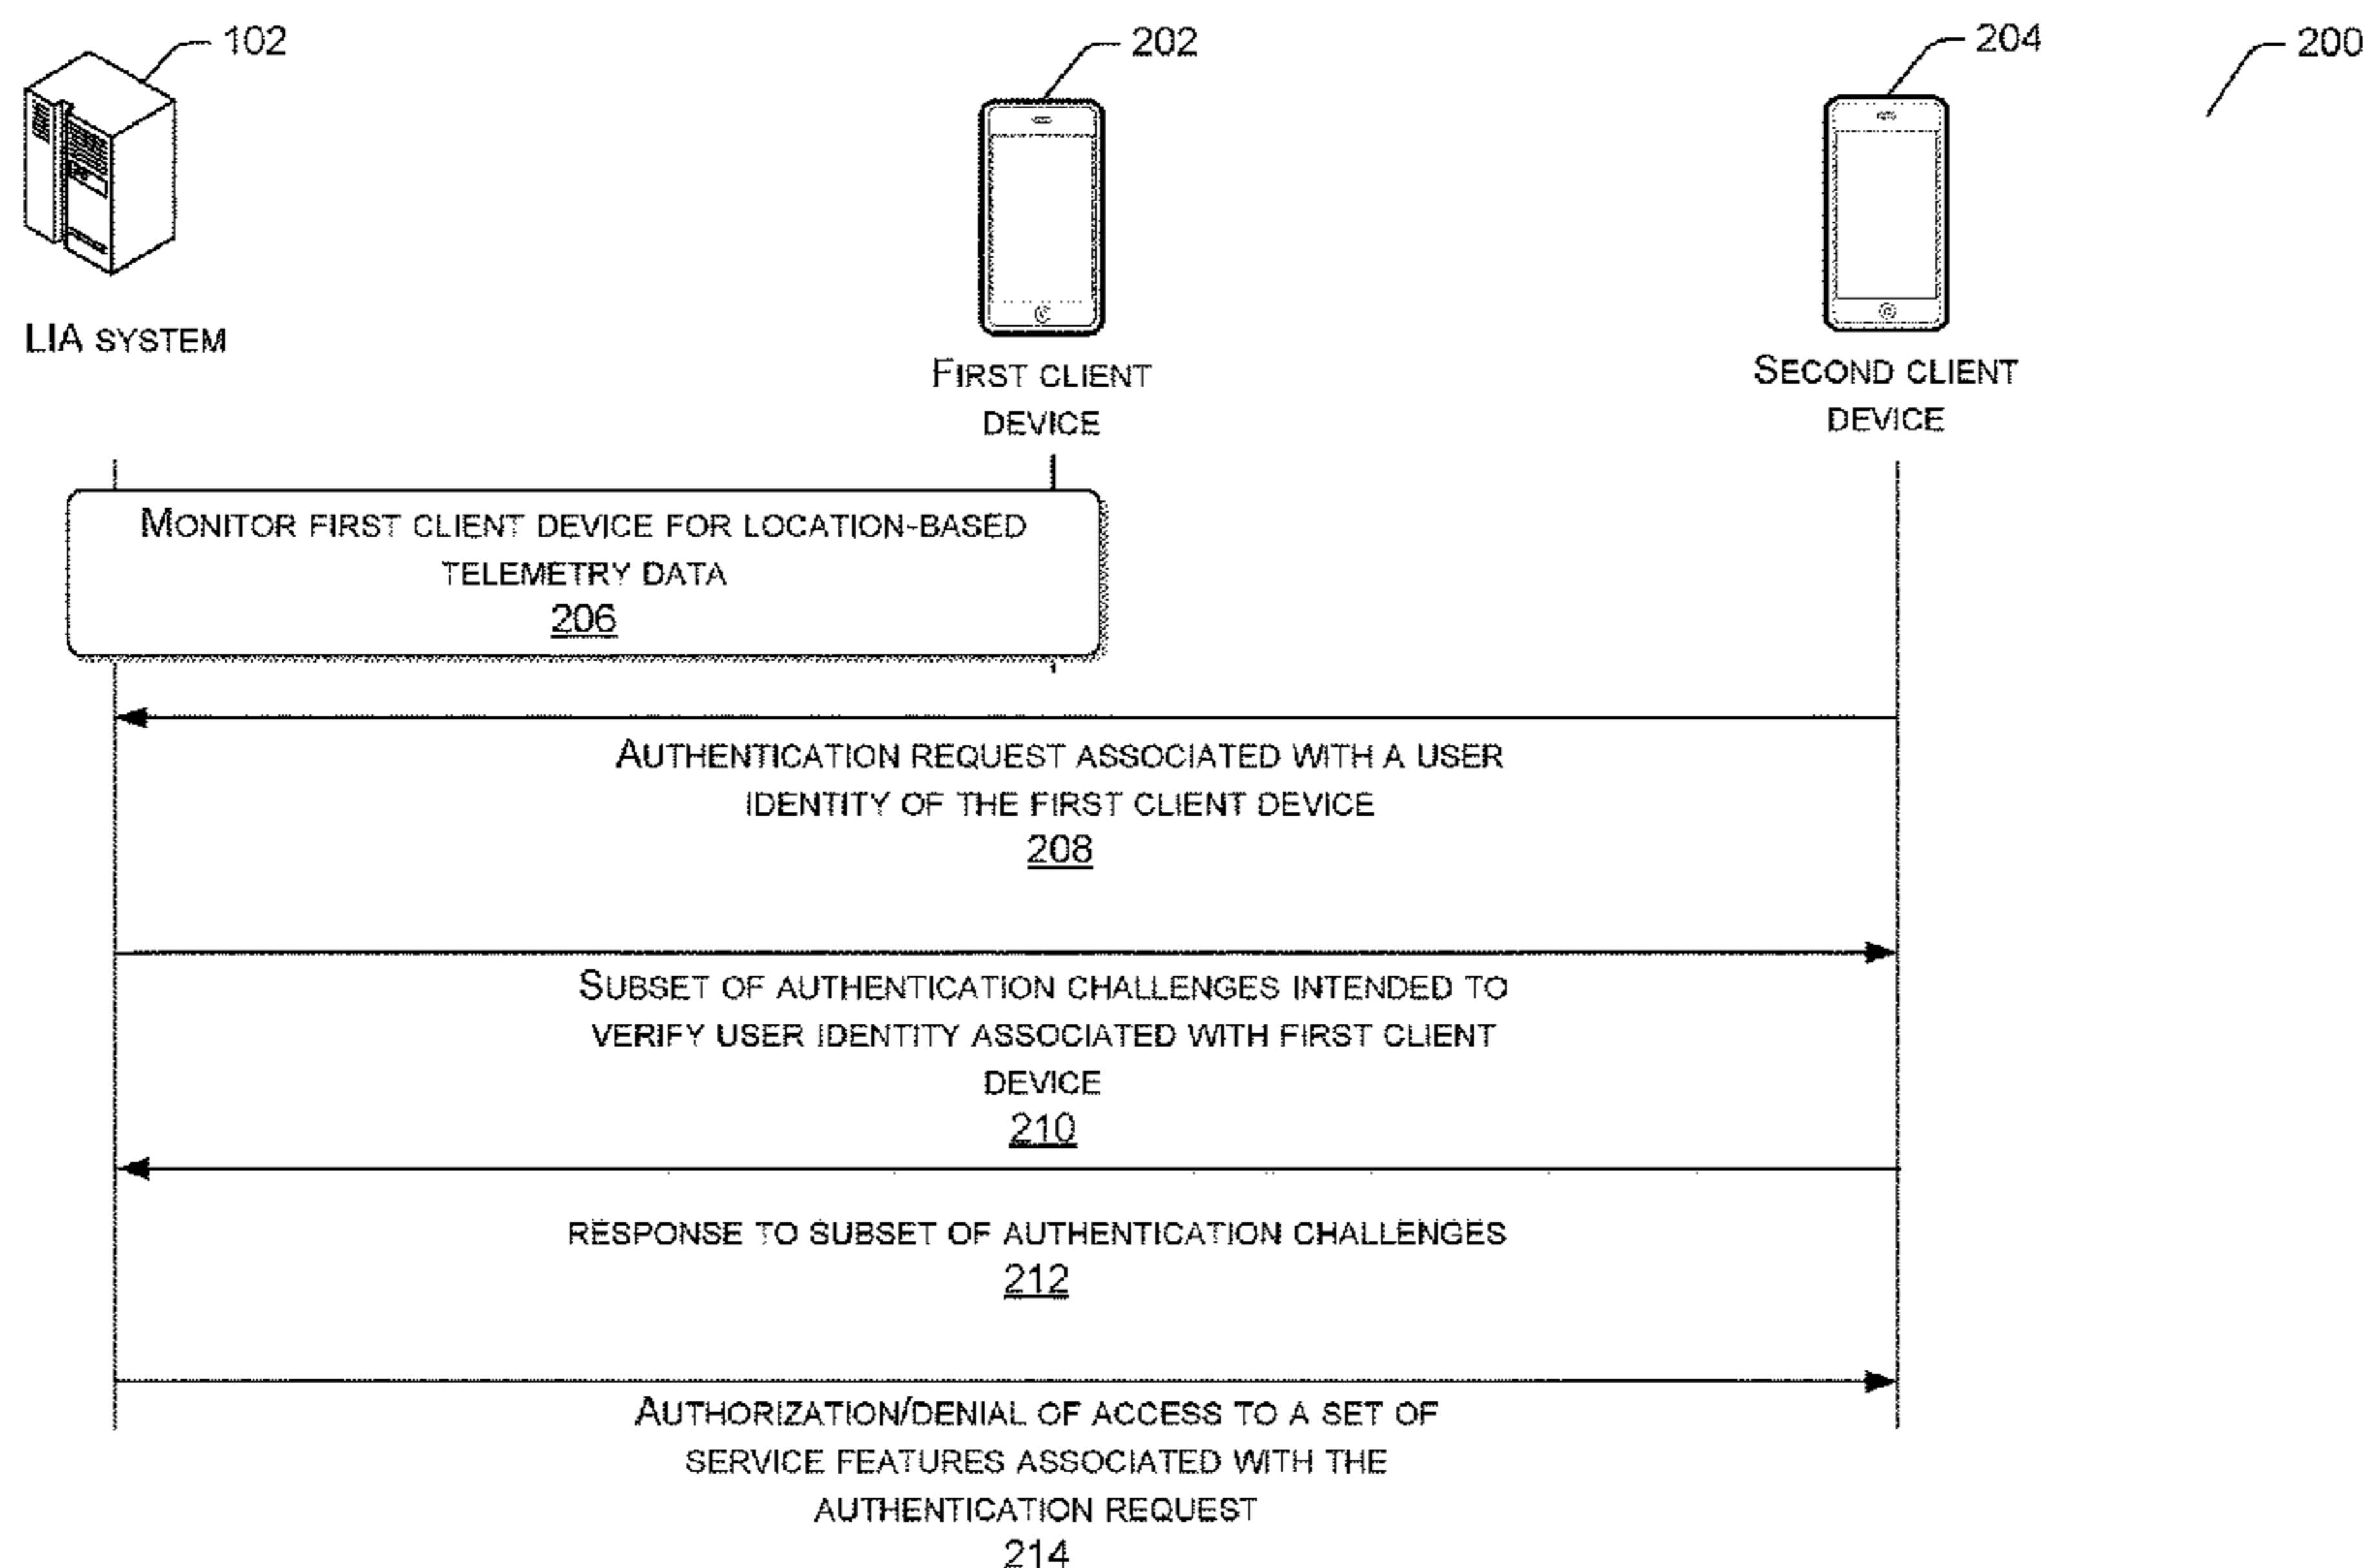 102
202
204
200
LIA SYSTEM
FIRST CLIENT
DEVICE
SECOND CLIENT
DEVICE
MONITOR FIRST CLIENT DEVICE FOR LOCATION-BASED
TELEMETRY DATA
206
AUTHENTICATION REQUEST ASSOCIATED WITH A USER
IDENTITY OF THE FIRST CLIENT DEVICE
208
SUBSET OF AUTHENTICATION CHALLENGES INTENDED TO
VERIFY USER IDENTITY ASSOCIATED WITH FIRST CLIENT
DEVICE
210
RESPONSE TO SUBSET OF AUTHENTICATION CHALLENGES
212
AUTHORIZATION/DENIAL OF ACCESS TO A SET OF
SERVICE FEATURES ASSOCIATED WITH THE
AUTHENTICATION REQUEST
214